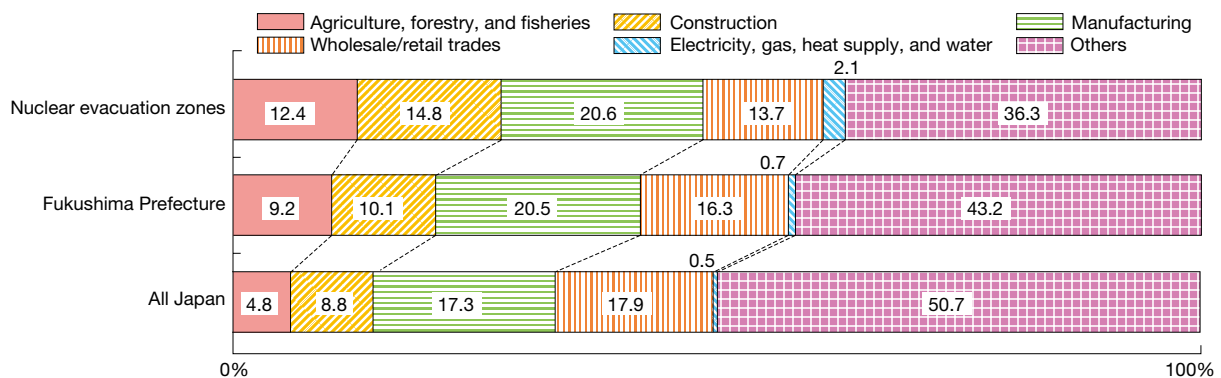 Agriculture, forestry, and fisheries Construction Manufacturing
Wholesale/retail trades Electricity, gas, heat supply, and water Others
2.1
Nuclear evacuation zones 12.4 14.8 20.6 13.7 36.3
0.7
Fukushima Prefecture 9.2 10.1 20.5 16.3 43.2
0.5
All Japan 4.8 8.8 17.3 17.9 50.7
0% 100%